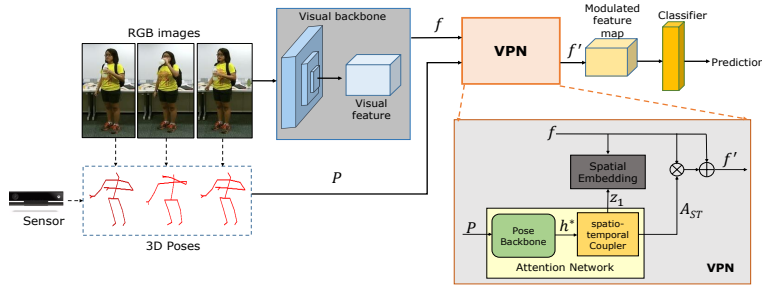 RGB images
Visual backbone
Visual
feature
f
VPN
f′
Modulated
feature
map
Classifier
Prediction
P
Sensor
3D Poses
f
Spatial
Embedding
z₁
f′
A_ST
P
Pose
Backbone
h*
spatio-
temporal
Coupler
Attention Network
VPN